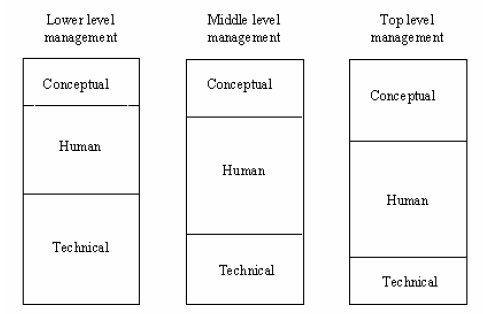 Lower level
management
Conceptual
Human
Technical
Middle level
management
Conceptual
Human
Technical
Top level
management
Conceptual
Human
Technical